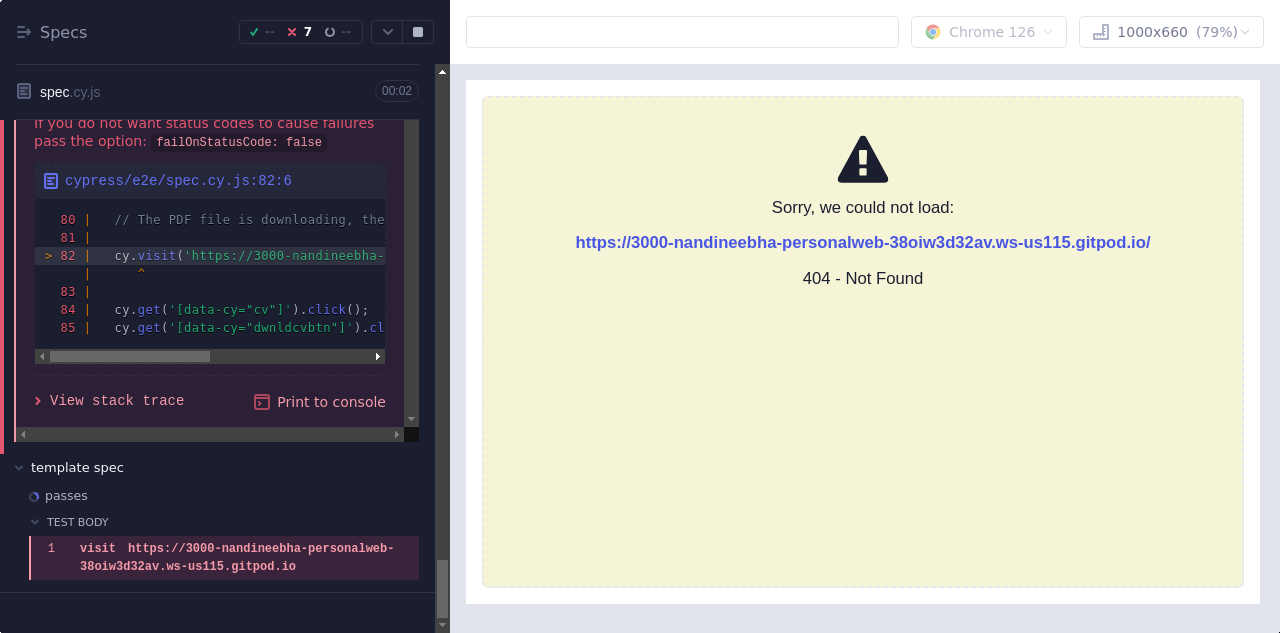 Specs
--
7
--
Chrome 126
1000x660 (79%)
spec.cy.js
00:02
If you do not want status codes to cause failures
pass the option: failOnStatusCode: false
cypress/e2e/spec.cy.js:82:6
80 | // The PDF file is downloading, the
81 |
> 82 | cy.visit('https://3000-nandineebha-
| ^
83 |
84 | cy.get('[data-cy="cv"]').click();
85 | cy.get('[data-cy="dwnldcvbtn"]').cl
View stack trace
Print to console
template spec
passes
TEST BODY
1 visit https://3000-nandineebha-personalweb-
38oiw3d32av.ws-us115.gitpod.io
Sorry, we could not load:
https://3000-nandineebha-personalweb-38oiw3d32av.ws-us115.gitpod.io/
404 - Not Found